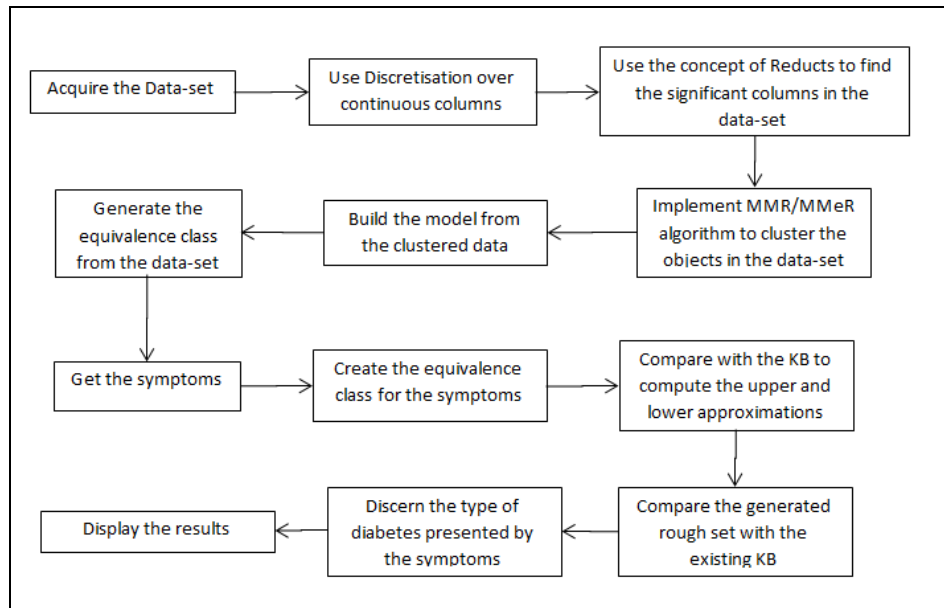 Acquire the Data-set
Use Discretisation over
continuous columns
Use the concept of Reducts to find
the significant columns in the
data-set
Implement MMR/MMeR
algorithm to cluster the
objects in the data-set
Build the model from
the clustered data
Generate the
equivalence class
from the data-set
Get the symptoms
Create the equivalence
class for the symptoms
Compare with the KB to
compute the upper and
lower approximations
Compare the generated
rough set with the
existing KB
Discern the type of
diabetes presented by
the symptoms
Display the results